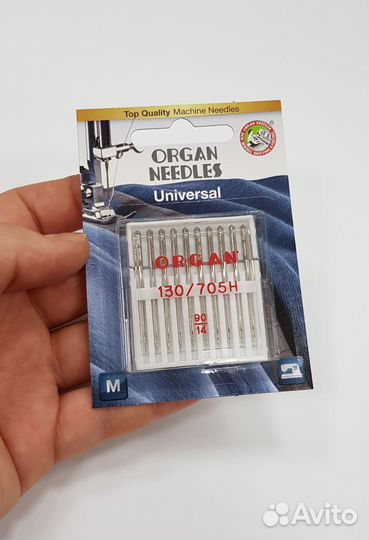 Top Quality Machine Needles
ORGAN
NEEDLES
Universal
ORGAN
130/705H
90
14
M
Avito